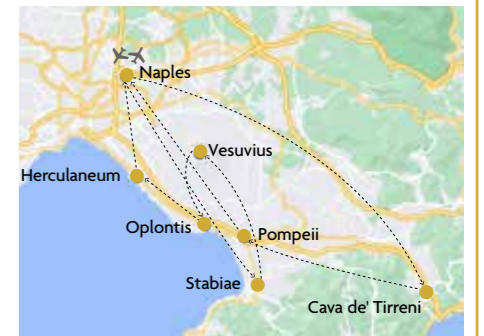 Naples
Vesuvius
Herculaneum
Oplontis
Pompeii
Stabiae
Cava de' Tirreni